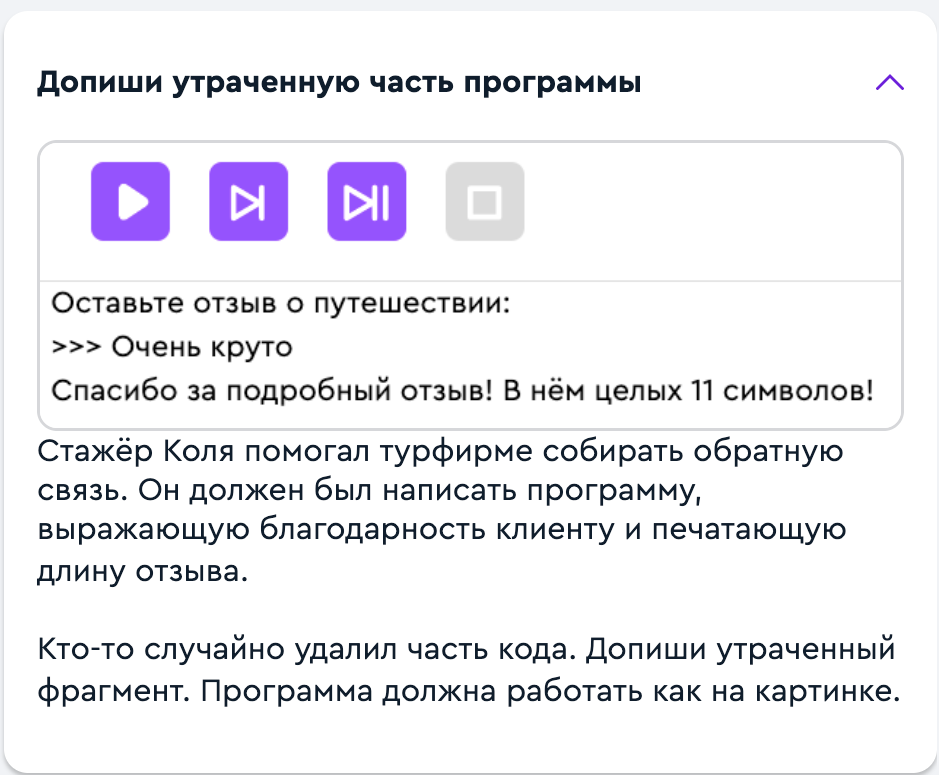 Допиши утраченную часть программы
Оставьте отзыв о путешествии:
>>> Очень круто
Спасибо за подробный отзыв! В нём целых 11 символов!
Стажёр Коля помогал турфирме собирать обратную
связь. Он должен был написать программу,
выражающую благодарность клиенту и печатающую
длину отзыва.
Кто-то случайно удалил часть кода. Допиши утраченный
фрагмент. Программа должна работать как на картинке.